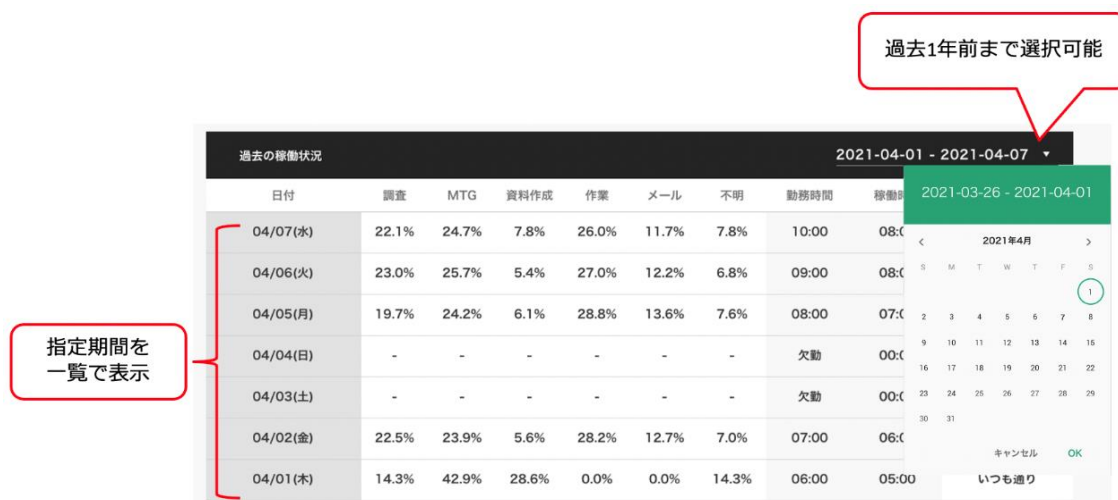 過去1年前まで選択可能
過去の稼働状況 2021-04-01 - 2021-04-07
日付 調査 MTG 資料作成 作業 メール 不明 勤務時間 稼働
2021-03-26 - 2021-04-01
04/07(水) 22.1% 24.7% 7.8% 26.0% 11.7% 7.8% 10:00 08:
04/06(火) 23.0% 25.7% 5.4% 27.0% 12.2% 6.8% 09:00 08:
04/05(月) 19.7% 24.2% 6.1% 28.8% 13.6% 7.6% 08:00 07:
04/04(日) - - - - - - 欠勤 00:
04/03(土) - - - - - - 欠勤 00:
04/02(金) 22.5% 23.9% 5.6% 28.2% 12.7% 7.0% 07:00 06:
04/01(木) 14.3% 42.9% 28.6% 0.0% 0.0% 14.3% 06:00 05:00 いつも通り
< 2021年4月 >
S M T W T F S
1
2 3 4 5 6 7 8
9 10 11 12 13 14 15
16 17 18 19 20 21 22
23 24 25 26 27 28 29
30 31
キャンセル OK
指定期間を
一覧で表示